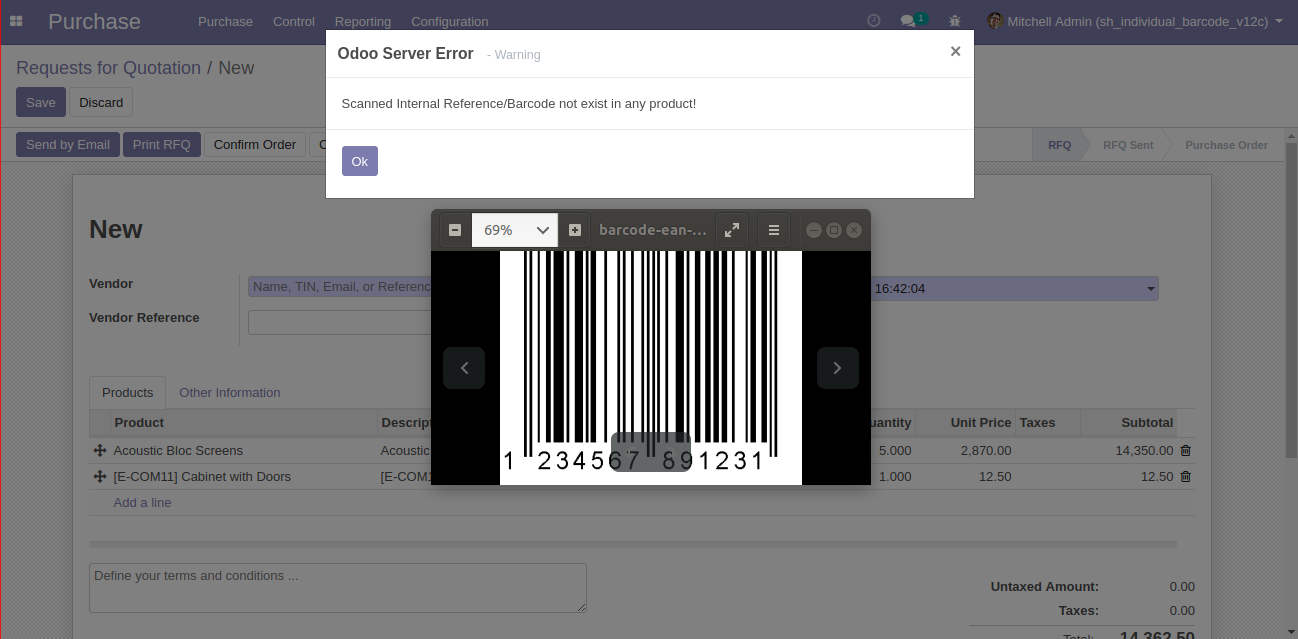 Purchase
Purchase Control Reporting Configuration
1
Mitchell Admin (sh_individual_barcode_v12c)
Odoo Server Error - Warning ×
Scanned Internal Reference/Barcode not exist in any product!
Ok
Requests for Quotation / New
Save Discard
Send by Email Print RFQ Confirm Order
RFQ RFQ Sent Purchase Order
69% barcode-ean-...
New
Vendor Name, TIN, Email, or Referenc 16:42:04
Vendor Reference
1 234567 891231
Products Other Information
Product Descript uantity Unit Price Taxes Subtotal
Acoustic Bloc Screens Acoustic 5.000 2,870.00 14,350.00
[E-COM11] Cabinet with Doors [E-COM1 1.000 12.50 12.50
Add a line
Define your terms and conditions ...
Untaxed Amount: 0.00
Taxes: 0.00
Total: 14,362.50